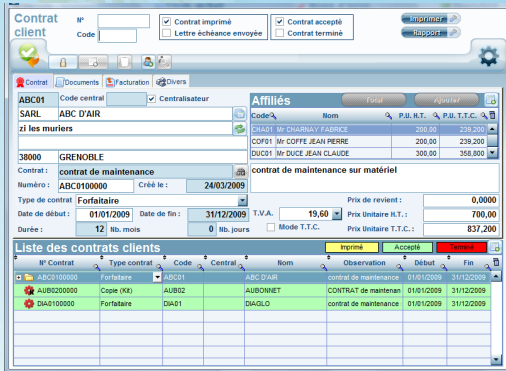 Contrat client
N°
Code
Contrat imprimé
Contrat accepté
Lettre échéance envoyée
Contrat terminé
Imprimer
Rapport
Contrat Documents Facturation Divers
ABC01 Code central Centralisateur
SARL ABC D'AIR
zi les muriers
38000 GRENOBLE
Contrat : contrat de maintenance
Numéro : ABC0100000 Créé le : 24/03/2009
Type de contrat Forfaitaire
Date de début : 01/01/2009 Date de fin : 31/12/2009
Durée : 12 Nb. mois 0 Nb. jours
Affiliés
Code Nom P.U. H.T. P.U. T.T.C.
CHA01 Mr CHARNAY FABRICE 200,00 239,200
COF01 Mr COFFE JEAN PIERRE 200,00 239,200
DUC01 Mr DUCE JEAN CLAUDE 300,00 358,800
contrat de maintenance sur matériel
Prix de revient : 0,0000
T.V.A. 19,60 Prix Unitaire H.T. : 700,00
Mode T.T.C. Prix Unitaire T.T.C. : 837,200
Liste des contrats clients
Imprimé Accepté Terminé
N° Contrat Type contrat Code Central Nom Observation Début Fin
ABC0100000 Forfaitaire ABC01 ABC D'AIR contrat de maintenance 01/01/2009 31/12/2009
AUB0200000 Copie (Kit) AUB02 AUBONNET CONTRAT de maintenan 01/01/2009 31/12/2009
DIA0100000 Forfaitaire DIA01 DIAGLO contrat de maintenance 01/01/2009 31/12/2009